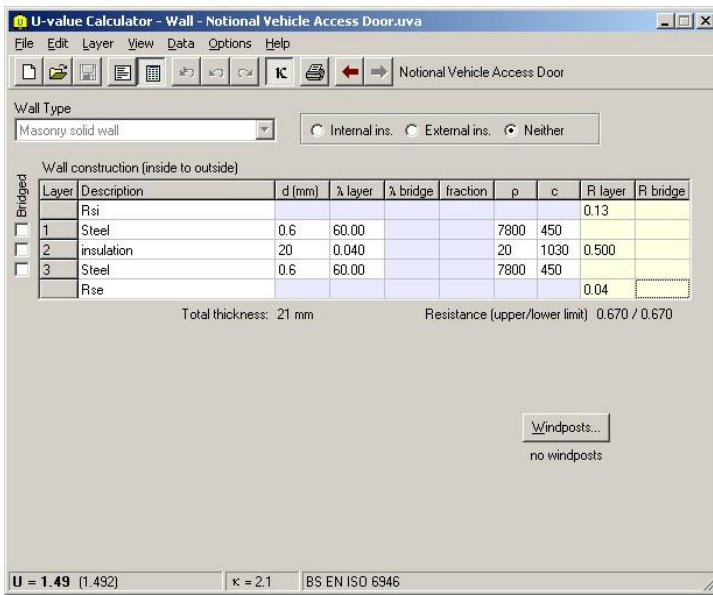 U U-value Calculator - Wall - Notional Vehicle Access Door.uva
File Edit Layer View Data Options Help
κ Notional Vehicle Access Door
Wall Type
Masonry solid wall
Internal ins. External ins. Neither
Wall construction (inside to outside)
Bridged
Layer Description d (mm) λ layer λ bridge fraction ρ c R layer R bridge
Rsi 0.13
1 Steel 0.6 60.00 7800 450
2 insulation 20 0.040 20 1030 0.500
3 Steel 0.6 60.00 7800 450
Rse 0.04
Total thickness: 21 mm Resistance (upper/lower limit) 0.670 / 0.670
Windposts...
no windposts
U = 1.49 (1.492) κ = 2.1 BS EN ISO 6946